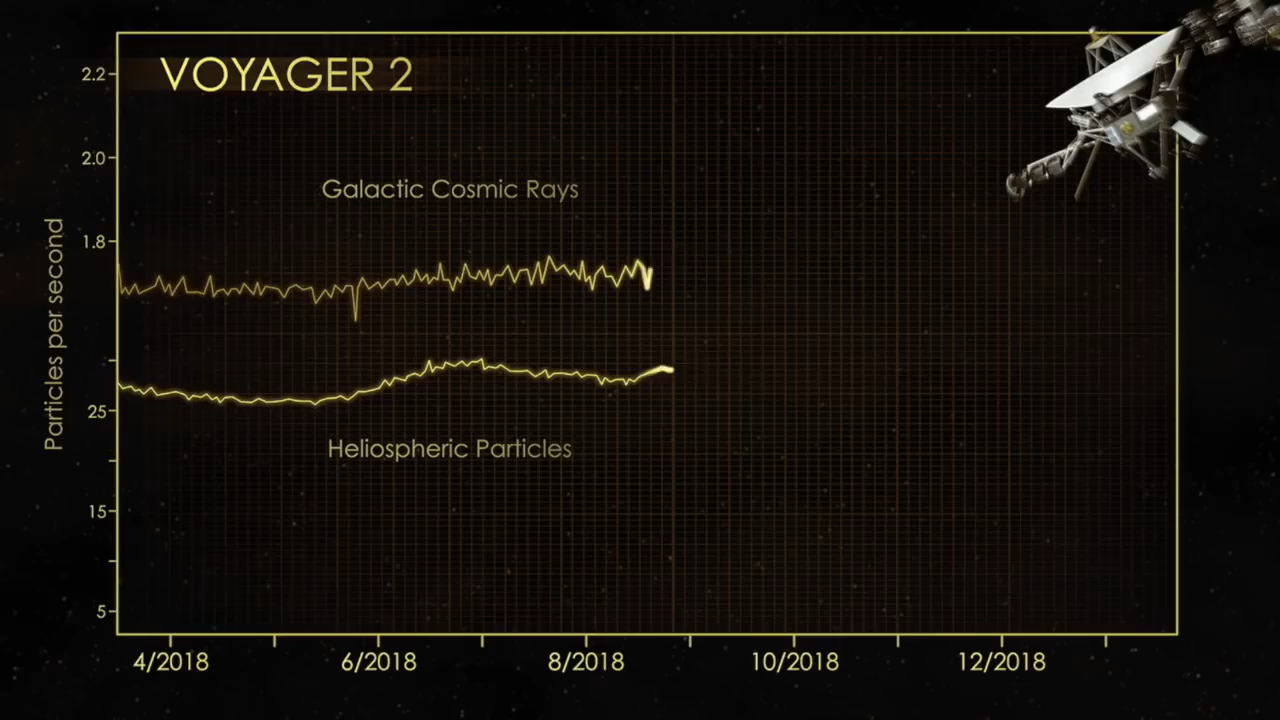 VOYAGER 2
2.2
2.0
Galactic Cosmic Rays
1.8
Particles per second
25
Heliospheric Particles
15
5
4/2018 6/2018 8/2018 10/2018 12/2018